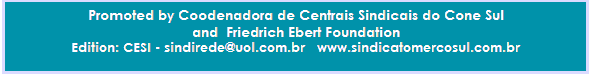 Promoted by Coodenadora de Centrais Sindicais do Cone Sul
and Friedrich Ebert Foundation
Edition: CESI - sindirede@uol.com.br www.sindicatomercosul.com.br